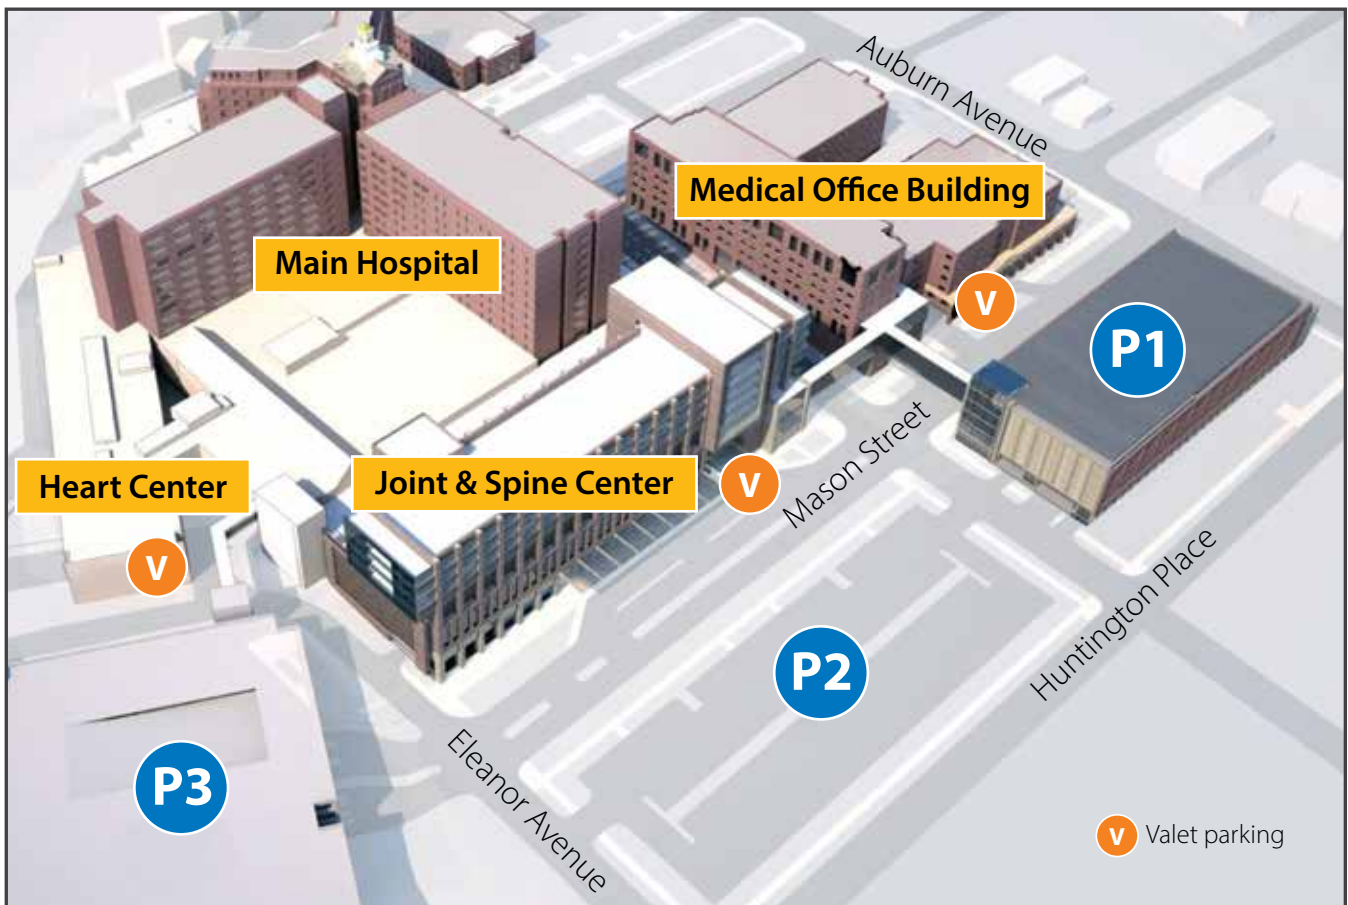 Auburn Avenue
Medical Office Building
Main Hospital
V
P1
Mason Street
Heart Center
Joint & Spine Center
V
V
Huntington Place
P2
P3
Eleanor Avenue
V Valet parking